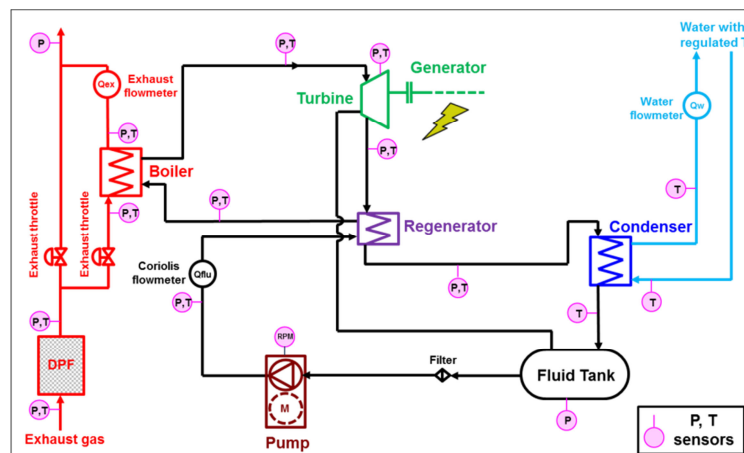 P
Qex
Exhaust
flowmeter
P,T
P,T
Turbine
Generator
Water with
regulated T
Qw
Water
flowmeter
P,T
Boiler
P,T
P,T
P,T
T
Exhaust throttle
Exhaust throttle
Regenerator
Condenser
Coriolis
flowmeter
Qflu
P,T
P,T
T
T
P,T
DPF
RPM
M
Pump
Filter
Fluid Tank
P
P,T
Exhaust gas
P, T
sensors